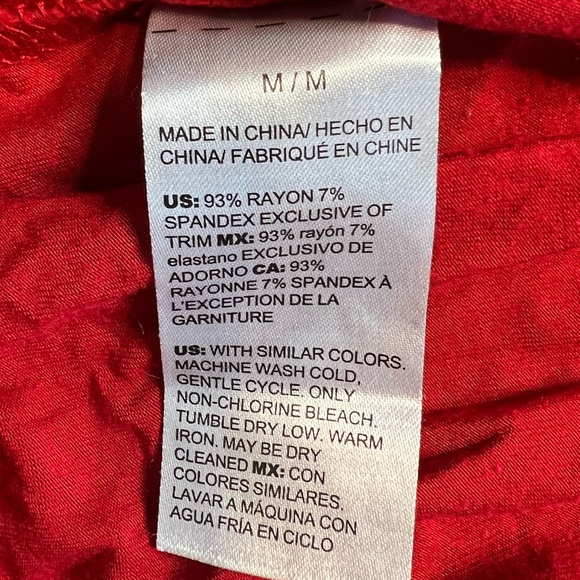 M / M
MADE IN CHINA/ HECHO EN
CHINA/ FABRIQUÉ EN CHINE
US: 93% RAYON 7%
SPANDEX EXCLUSIVE OF
TRIM MX: 93% rayón 7%
elastano EXCLUSIVO DE
ADORNO CA: 93%
RAYONNE 7% SPANDEX À
L'EXCEPTION DE LA
GARNITURE
US: WITH SIMILAR COLORS.
MACHINE WASH COLD,
GENTLE CYCLE. ONLY
NON-CHLORINE BLEACH.
TUMBLE DRY LOW. WARM
IRON. MAY BE DRY
CLEANED MX: CON
COLORES SIMILARES.
LAVAR A MÁQUINA CON
AGUA FRÍA EN CICLO